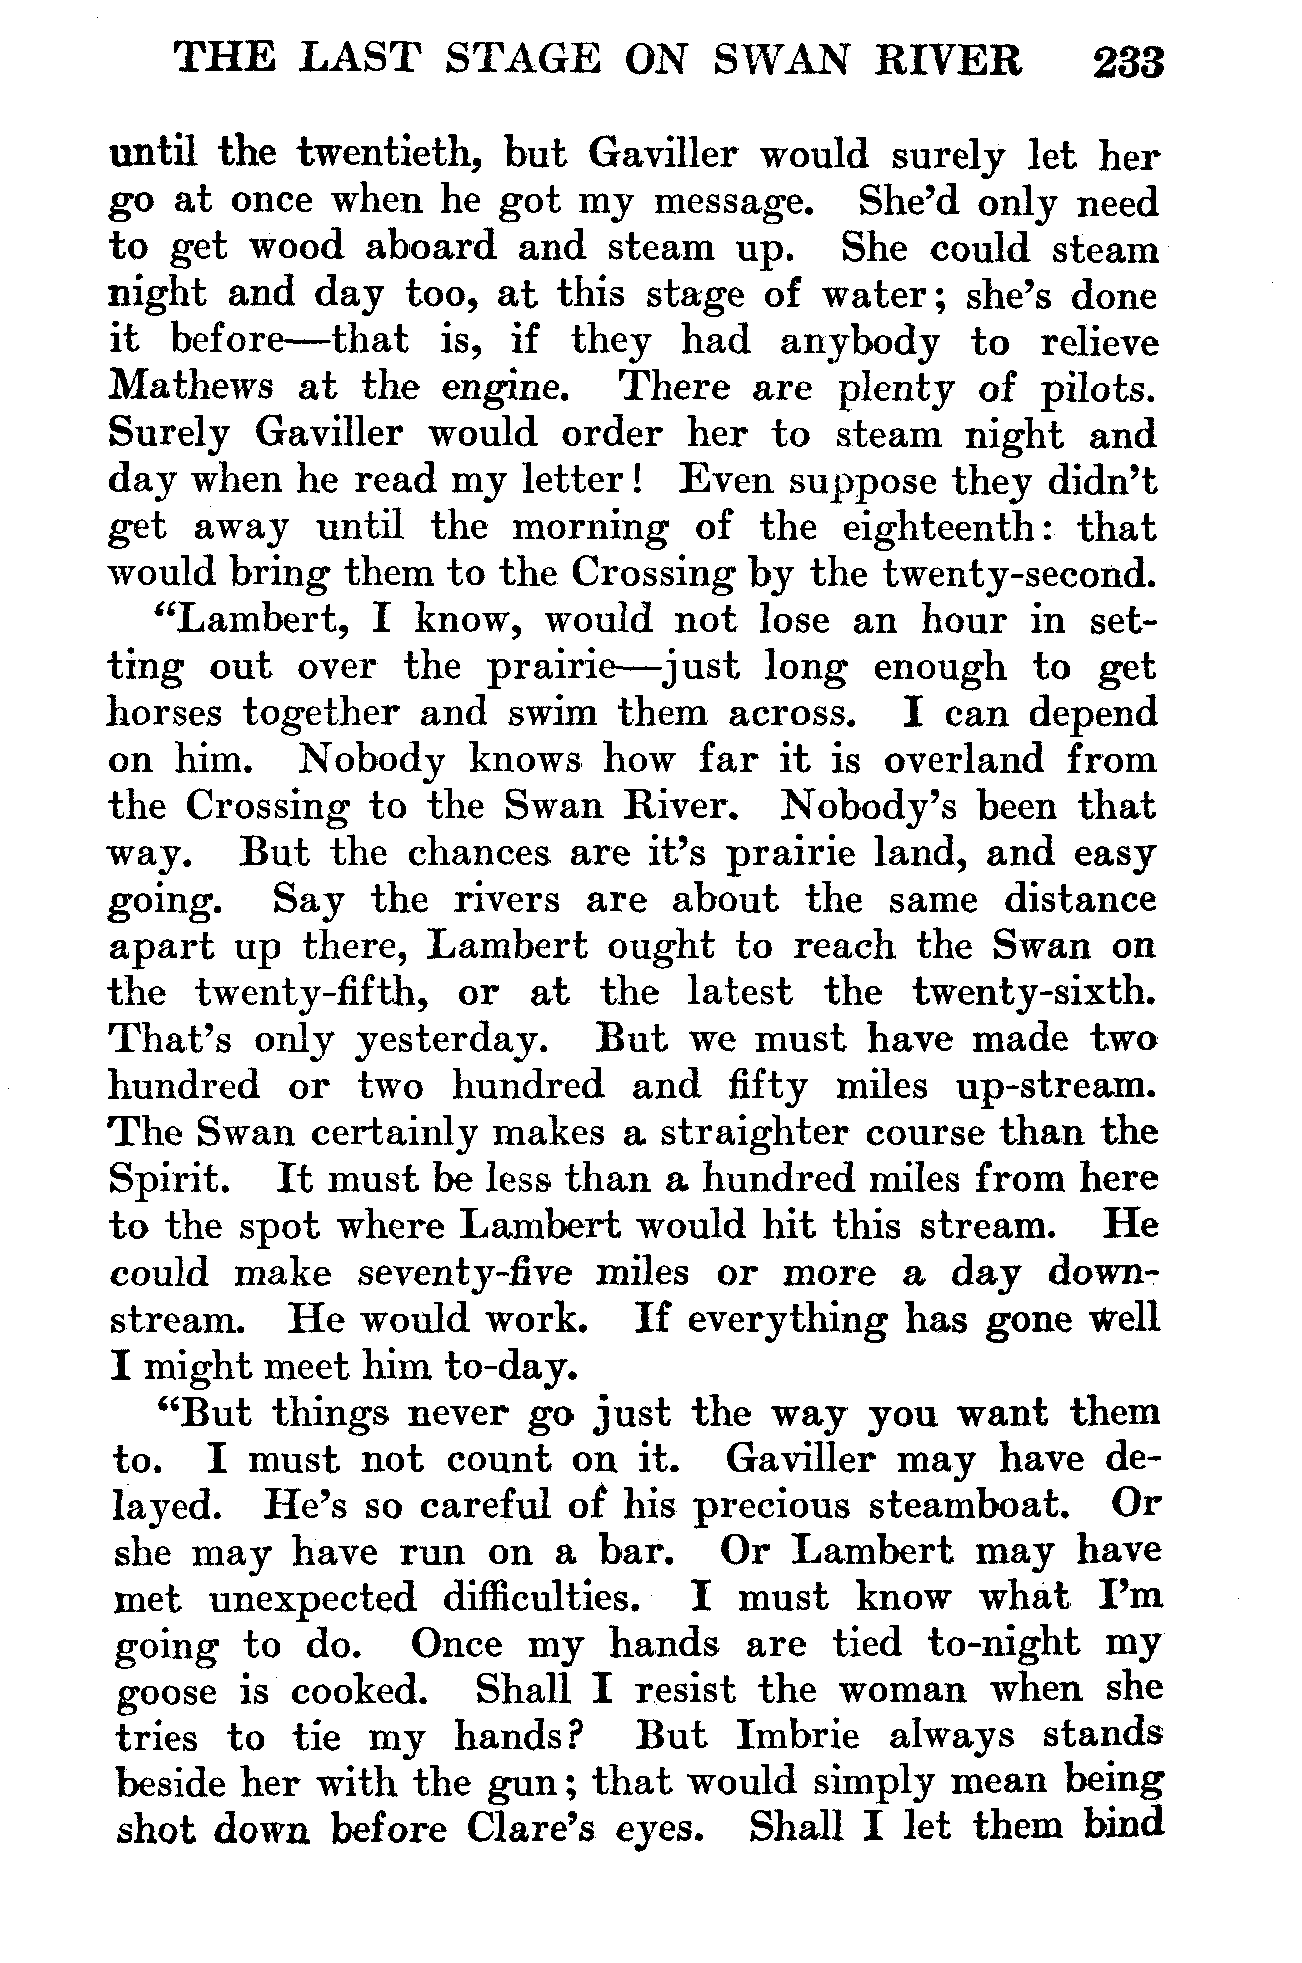 THE LAST STAGE ON SWAN RIVER 233
until the twentieth, but Gaviller would surely let her
go at once when he got my message. She’d only need
to get wood aboard and steam up. She could steam
night and day too, at this stage of water; she’s done
it before—that is, if they had anybody to relieve
Mathews at the engine. There are plenty of pilots.
Surely Gaviller would order her to steam night and
day when he read my letter! Even suppose they didn’t
get away until the morning of the eighteenth: that
would bring them to the Crossing by the twenty-second.
“Lambert, I know, would not lose an hour in set-
ting out over the prairie—just long enough to get
horses together and swim them across. I can depend
on him. Nobody knows how far it is overland from
the Crossing to the Swan River. Nobody’s been that
way. But the chances are it’s prairie land, and easy
going. Say the rivers are about the same distance
apart up there, Lambert ought to reach the Swan on
the twenty-fifth, or at the latest the twenty-sixth.
That’s only yesterday. But we must have made two
hundred or two hundred and fifty miles up-stream.
The Swan certainly makes a straighter course than the
Spirit. It must be less than a hundred miles from here
to the spot where Lambert would hit this stream. He
could make seventy-five miles or more a day down-
stream. He would work. If everything has gone well
I might meet him to-day.
“But things never go just the way you want them
to. I must not count on it. Gaviller may have de-
layed. He’s so careful of his precious steamboat. Or
she may have run on a bar. Or Lambert may have
met unexpected difficulties. I must know what I’m
going to do. Once my hands are tied to-night my
goose is cooked. Shall I resist the woman when she
tries to tie my hands? But Imbrie always stands
beside her with the gun; that would simply mean being
shot down before Clare’s eyes. Shall I let them bind